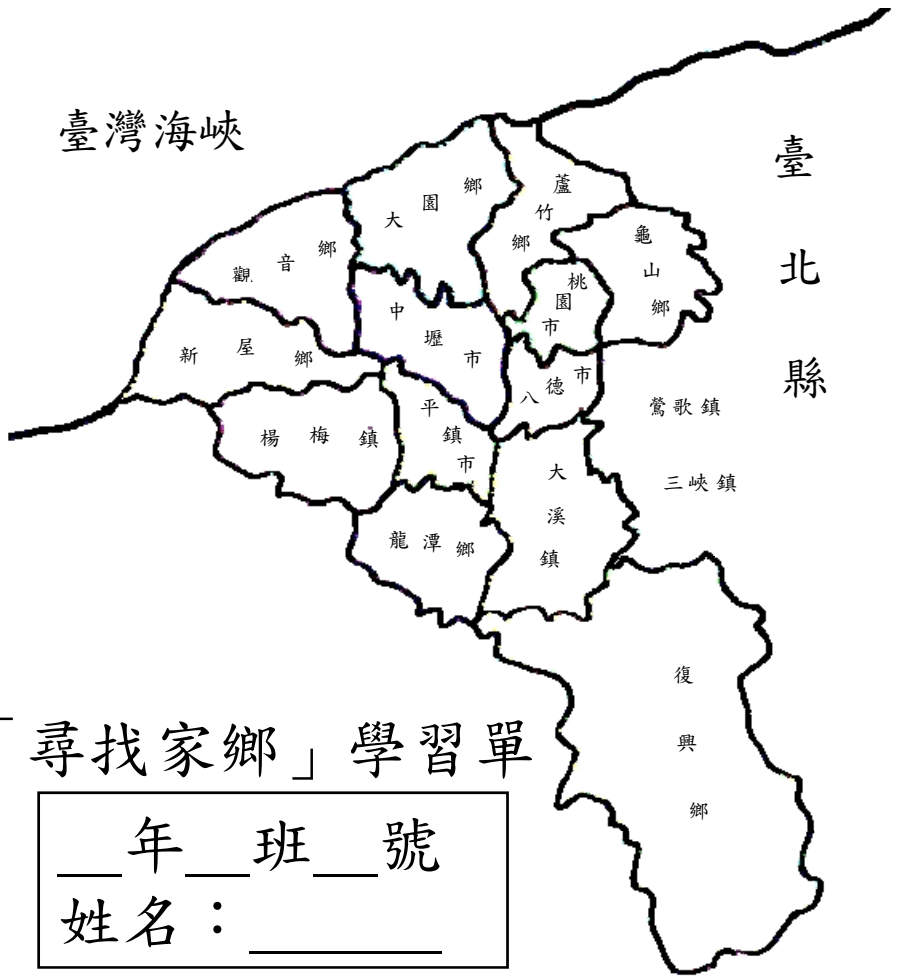 臺灣海峽
臺北縣
大園鄉
蘆竹鄉
觀音鄉
龜山鄉
桃園市
中壢市
新屋鄉
八德市
鶯歌鎮
楊梅鎮
平鎮市
大溪鎮
三峽鎮
龍潭鄉
復興鄉
「尋找家鄉」學習單
__年__班__號
姓名：______